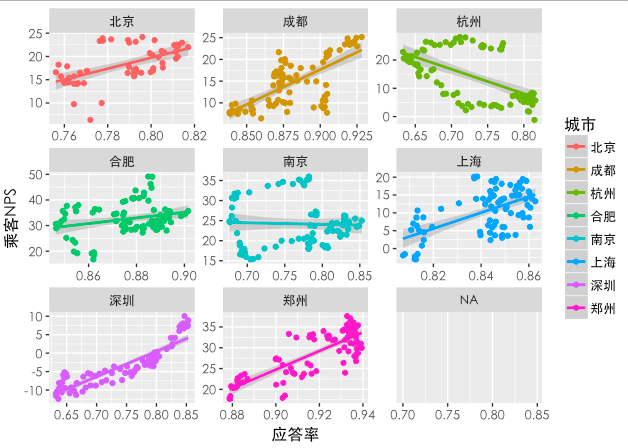 北京 成都 杭州
25 20 15 10
25 20 15 10
20 10 0
0.76 0.78 0.80 0.82
0.850 0.875 0.900 0.925
0.65 0.70 0.75 0.80
合肥 南京 上海
50 40 30 20
35 30 25 20 15
20 15 10 5 0
0.86 0.88 0.90
0.70 0.75 0.80 0.85
0.82 0.84 0.86
深圳 郑州 NA
10 5 0 -5 -10
35 30 25 20
0.65 0.70 0.75 0.80 0.85
0.88 0.90 0.92 0.94
0.70 0.75 0.80 0.85
乘客NPS
应答率
城市
北京
成都
杭州
合肥
南京
上海
深圳
郑州